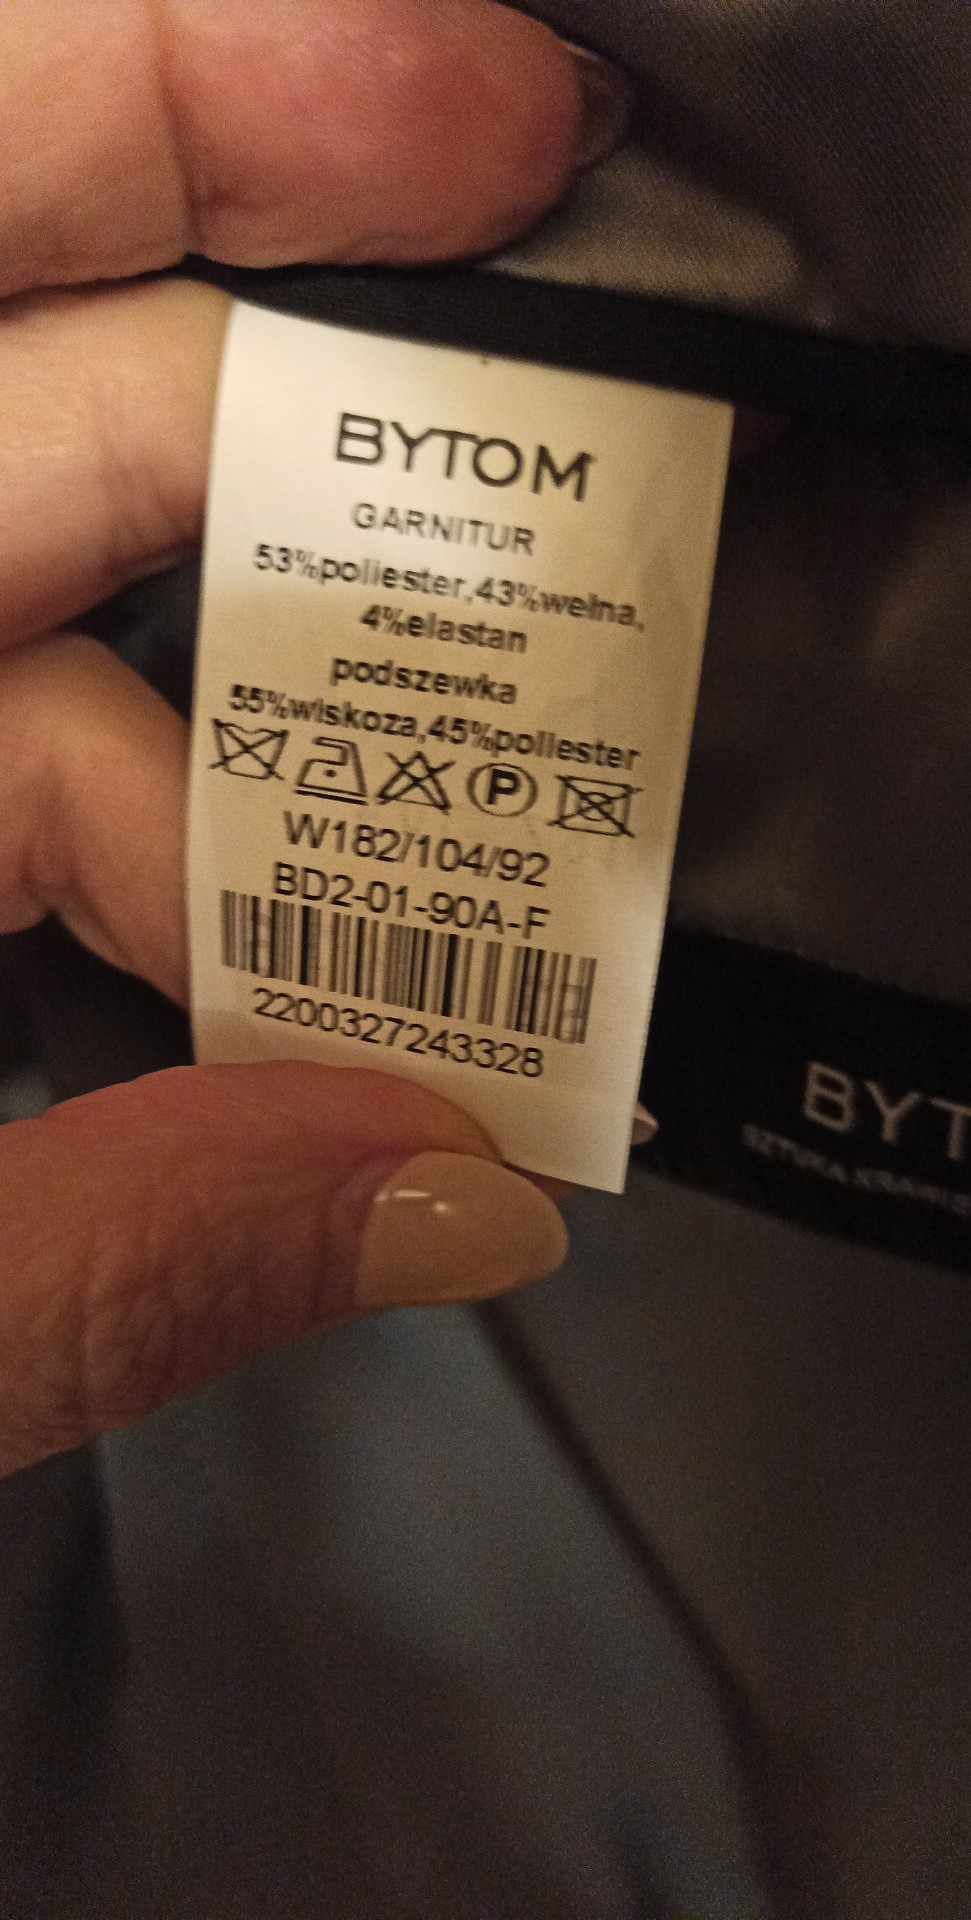 BYTOM
GARNITUR
53%poliester,43%wełna,
4%elastan
podszewka
55%wiskoza,45%poliester
P
W182/104/92
BD2-01-90A-F
2200327243328
BYT
SZTUKA